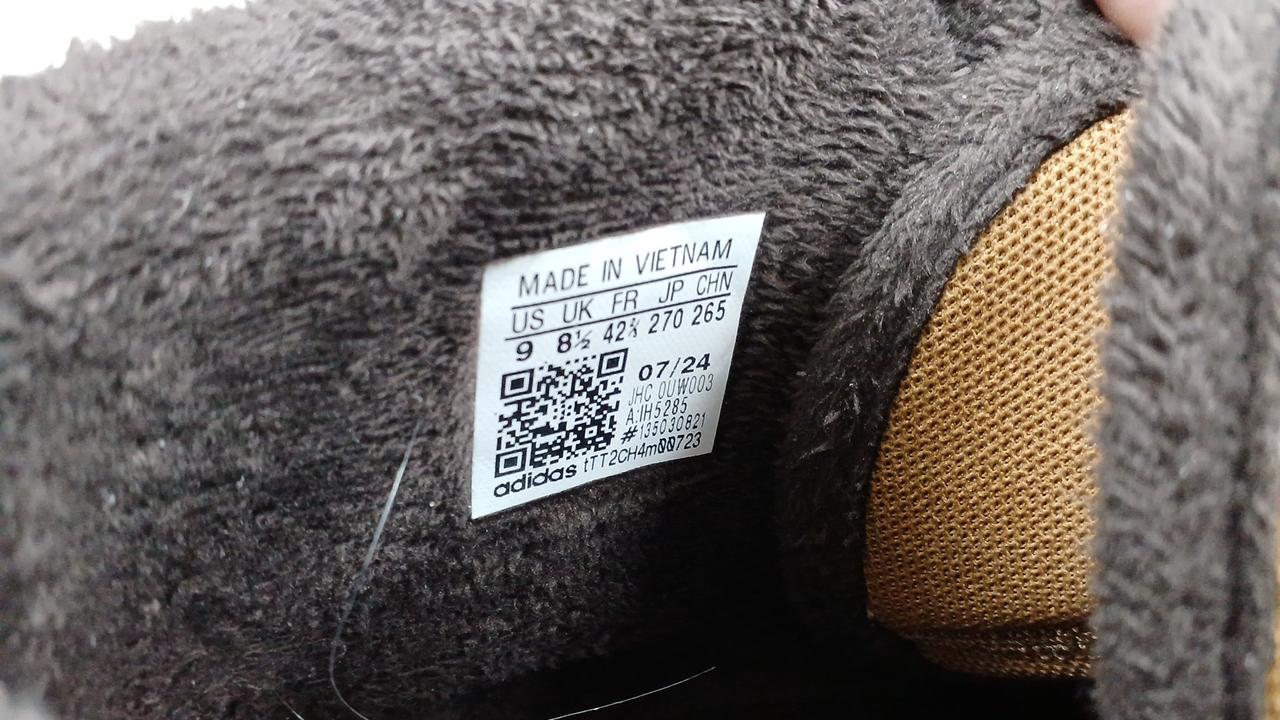 MADE IN VIETNAM
US UK FR JP CHN
9 8½ 42⅔ 270 265
07/24
JHC 0UW003
A:IH5285
#135030821
adidas tTT2CH4m00723